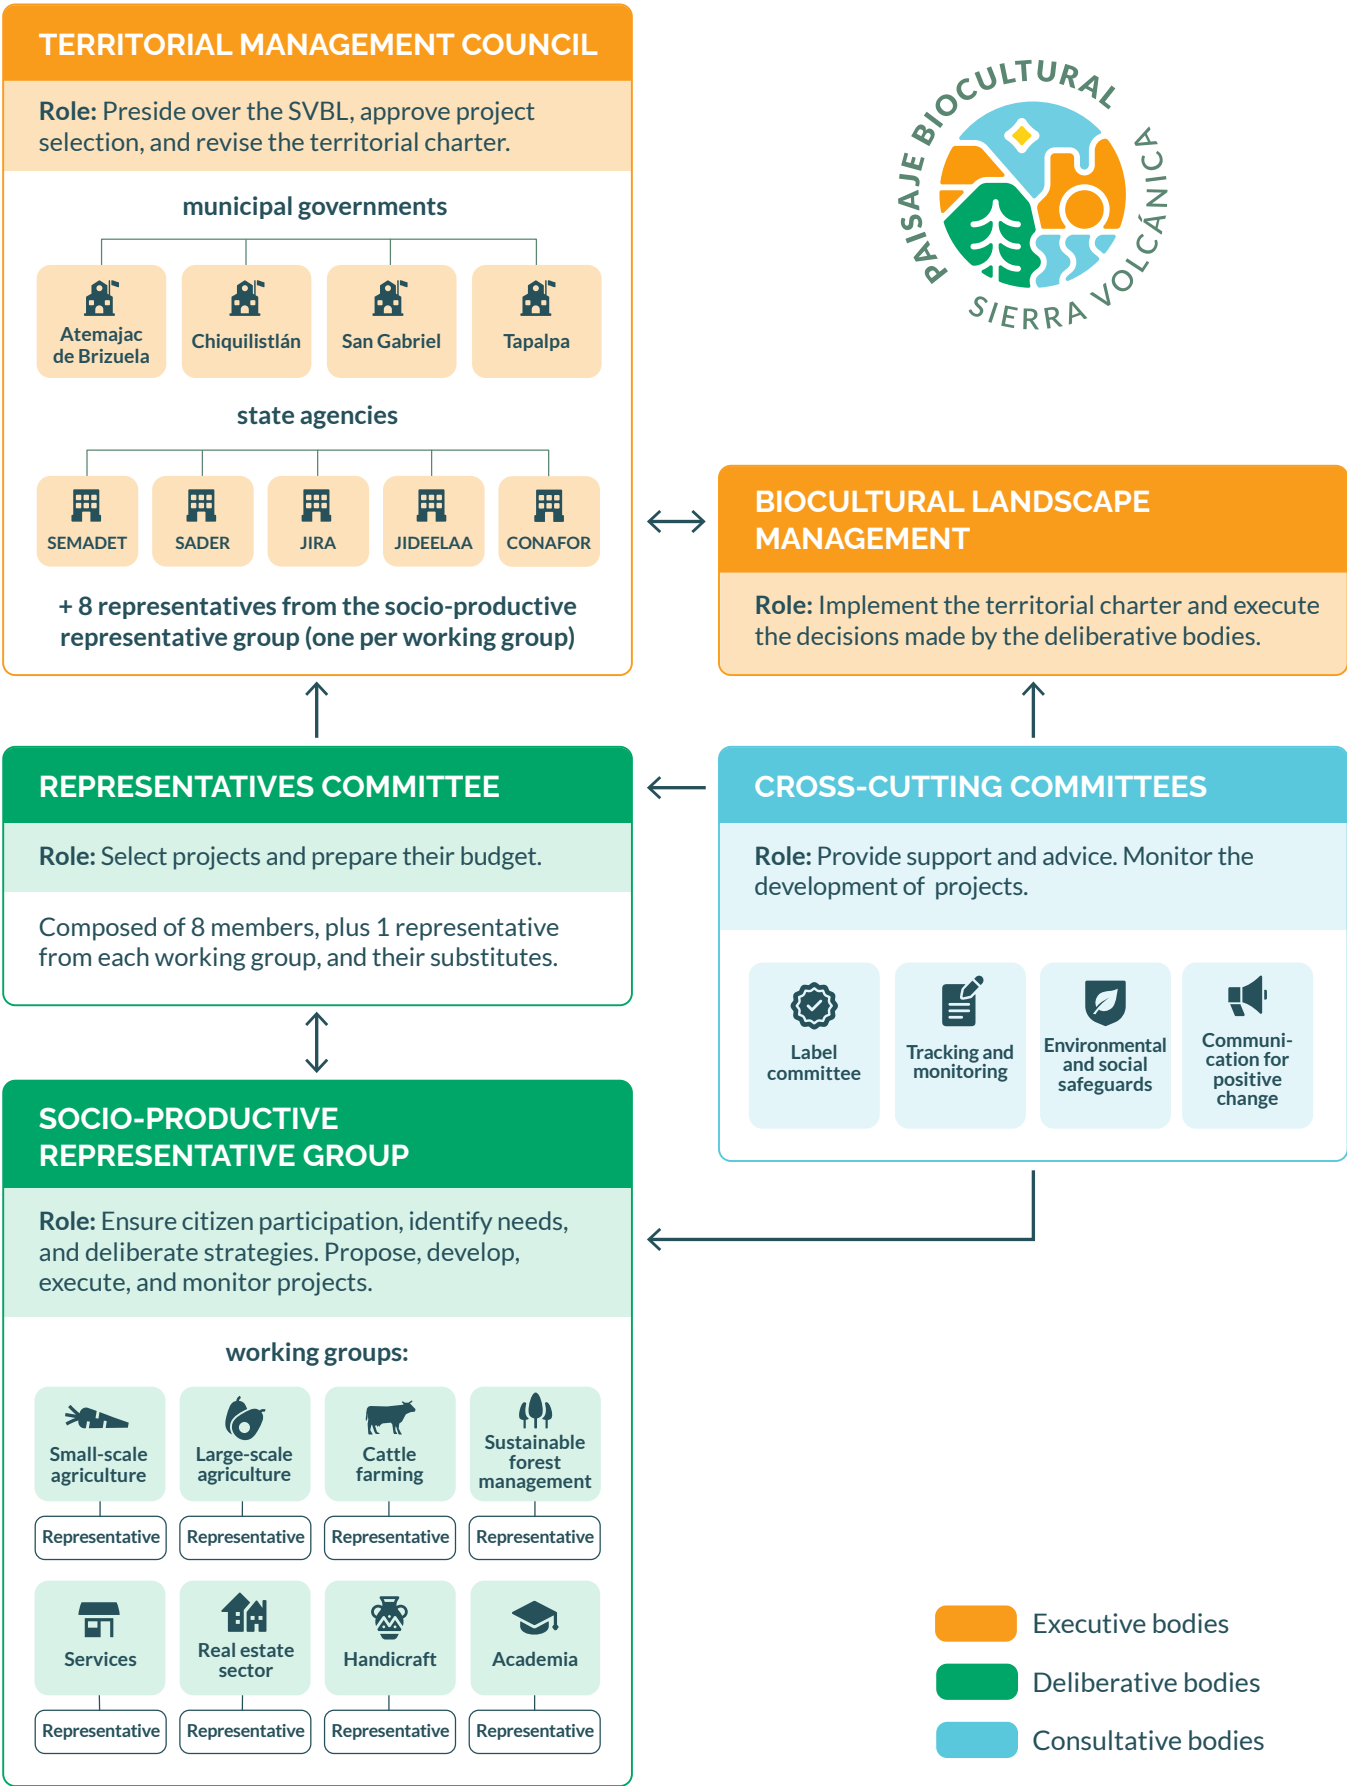 TERRITORIAL MANAGEMENT COUNCIL
Role: Preside over the SVBL, approve project
selection, and revise the territorial charter.
municipal governments
Atemajac
de Brizuela
Chiquilistlán
San Gabriel
Tapalpa
state agencies
SEMADET
SADER
JIRA
JIDEELAA
CONAFOR
+ 8 representatives from the socio-productive
representative group (one per working group)
PAISAJE BIOCULTURAL
SIERRA VOLCÁNICA
BIOCULTURAL LANDSCAPE
MANAGEMENT
Role: Implement the territorial charter and execute
the decisions made by the deliberative bodies.
REPRESENTATIVES COMMITTEE
Role: Select projects and prepare their budget.
Composed of 8 members, plus 1 representative
from each working group, and their substitutes.
CROSS-CUTTING COMMITTEES
Role: Provide support and advice. Monitor the
development of projects.
Label
committee
Tracking and
monitoring
Environmental
and social
safeguards
Communi-
cation for
positive
change
SOCIO-PRODUCTIVE
REPRESENTATIVE GROUP
Role: Ensure citizen participation, identify needs,
and deliberate strategies. Propose, develop,
execute, and monitor projects.
working groups:
Small-scale
agriculture
Large-scale
agriculture
Cattle
farming
Sustainable
forest
management
Representative
Representative
Representative
Representative
Services
Real estate
sector
Handicraft
Academia
Representative
Representative
Representative
Representative
Executive bodies
Deliberative bodies
Consultative bodies